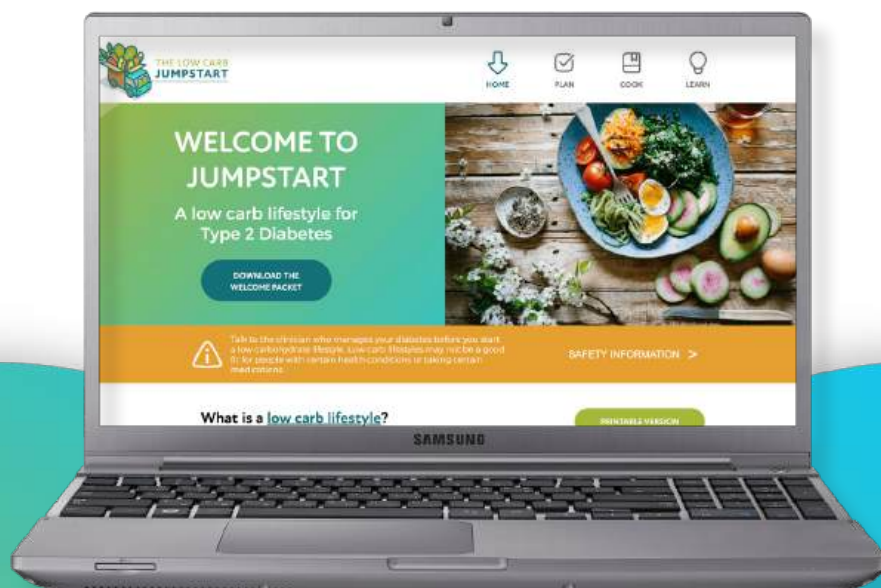 THE LOW CARB
JUMPSTART
HOME
PLAN
COOK
LEARN
WELCOME TO
JUMPSTART
A low carb lifestyle for
Type 2 Diabetes
DOWNLOAD THE
WELCOME PACKET
Talk to the clinician who manages your diabetes before you start
a low-carbohydrate lifestyle. Low carb lifestyles may not be a good
fit for people with certain health conditions or taking certain
medications.
SAFETY INFORMATION >
What is a low carb lifestyle?
PRINTABLE VERSION
SAMSUNG